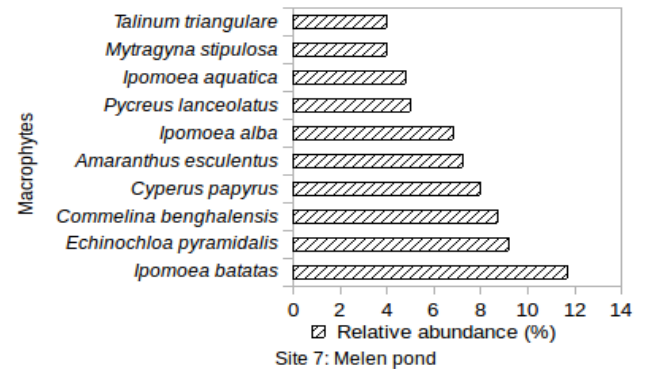 Talinum triangulare
Mytragyna stipulosa
Ipomoea aquatica
Pycreus lanceolatus
Ipomoea alba
Amaranthus esculentus
Cyperus papyrus
Commelina benghalensis
Echinochloa pyramidalis
Ipomoea batatas
Macrophytes
0 2 4 6 8 10 12 14
Relative abundance (%)
Site 7: Melen pond